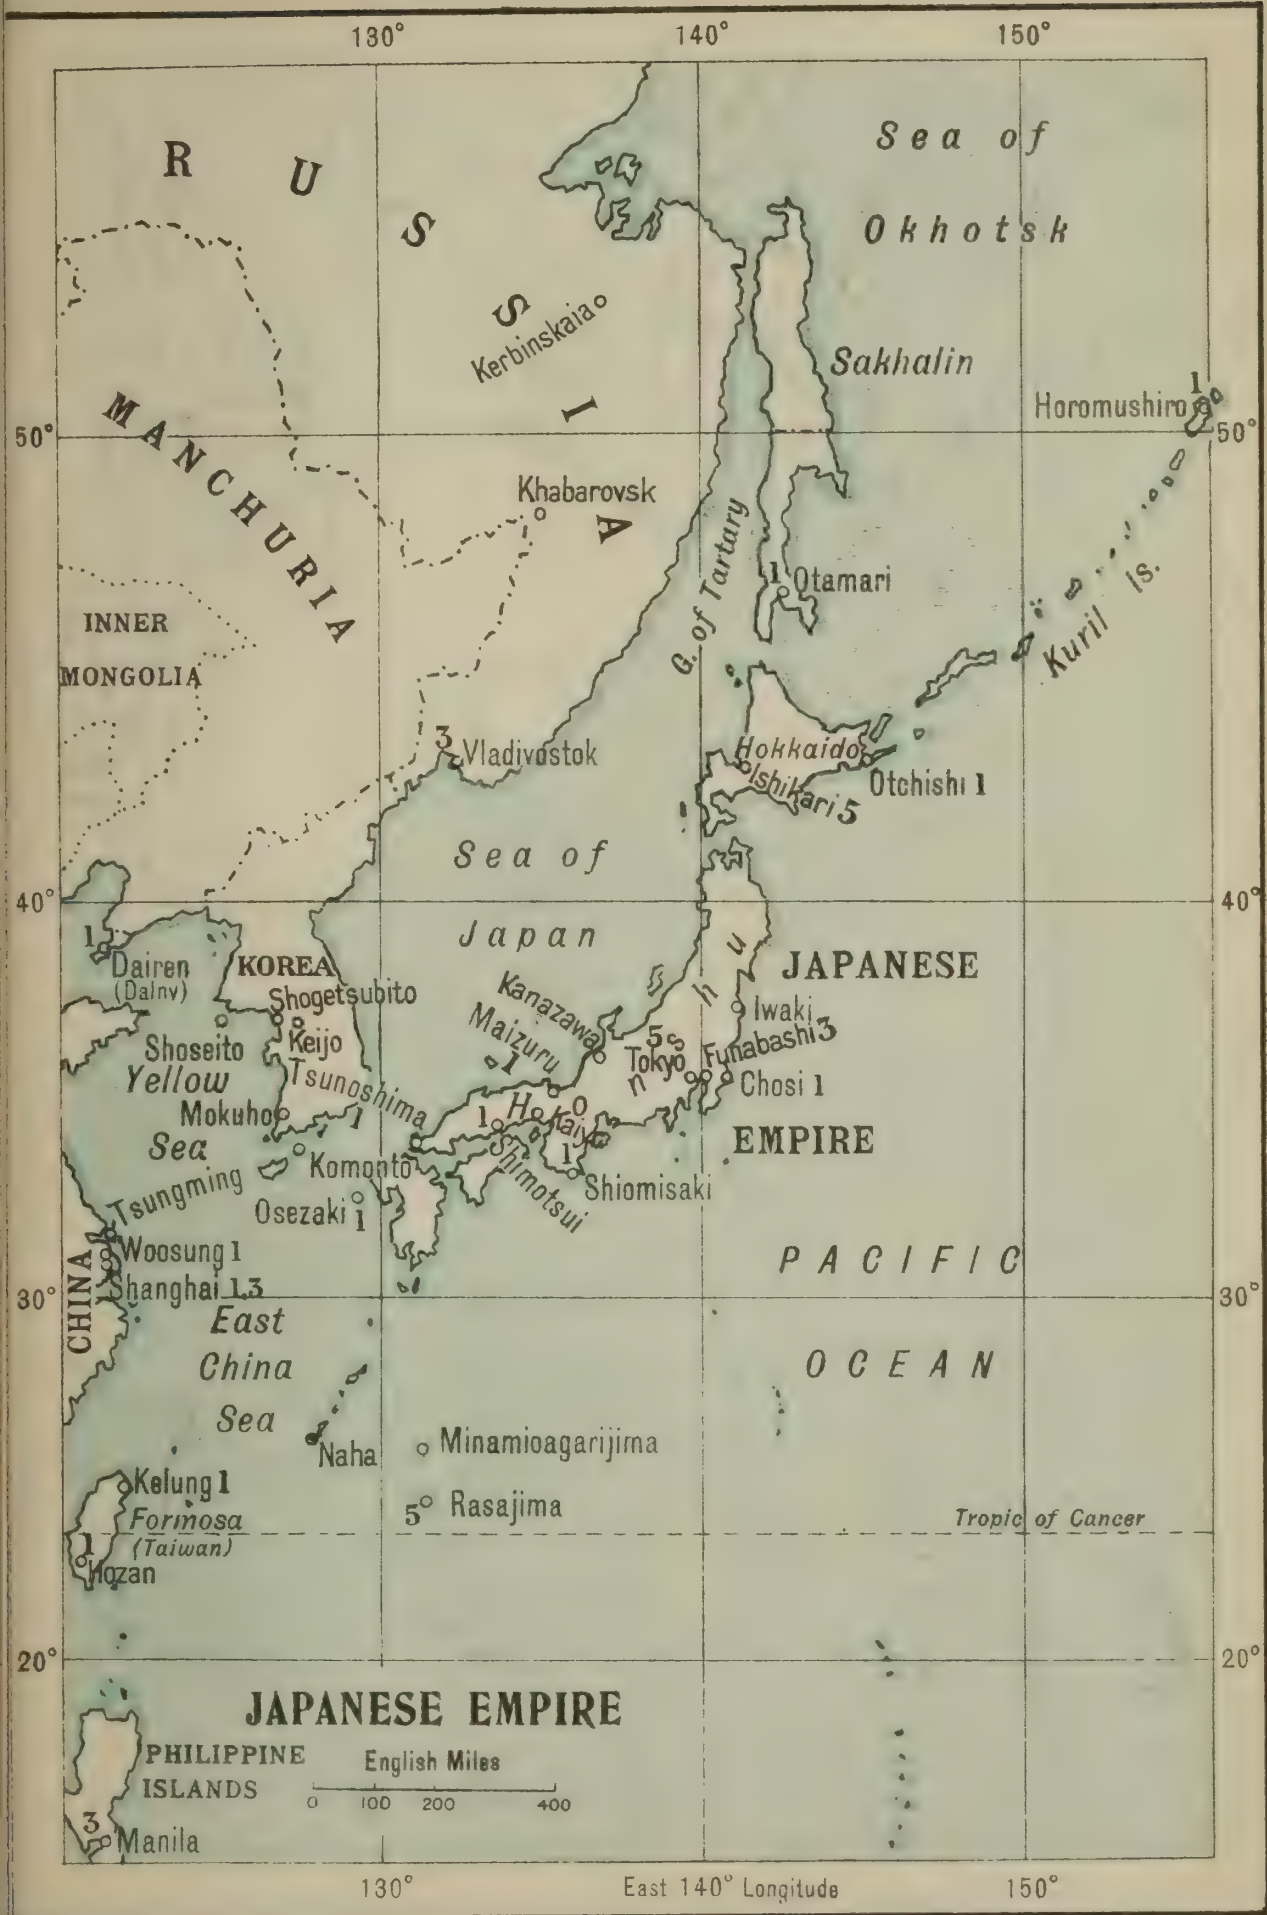 130° 140° 150°
RUSSIA
Sea of
Okhotsk
Kerbinskaia
Sakhalin
1
Horomushiro
50° 50°
MANCHURIA
Khabarovsk
G. of Tartary
1 Otamari
Kuril Is.
INNER
MONGOLIA
3
Vladivostok
Hokkaido
Ishikari 5
Otchishi 1
Sea of
Japan
40° 40°
1
Dairen
(Dalny)
KOREA
JAPANESE
EMPIRE
Honshu
Shogetsubito
Keijo
Shoseito
Kanazawa
Maizuru
1
Iwaki
5
Tokyo
Funabashi 3
Chosi 1
Yellow
Sea
Tsunoshima
1
Mokuho
1
Kaiyo
Komonto
Shimotsui
1
Shiomisaki
Osezaki
1
Tsungming
Woosung 1
Shanghai 1.3
CHINA
30° 30°
East
China
Sea
PACIFIC
OCEAN
Naha
Minamioagarijima
5 Rasajima
Kelung 1
Formosa
(Taiwan)
1
Hozan
Tropic of Cancer
20° 20°
JAPANESE EMPIRE
PHILIPPINE
ISLANDS
English Miles
0 100 200 400
3
Manila
130° East 140° Longitude 150°